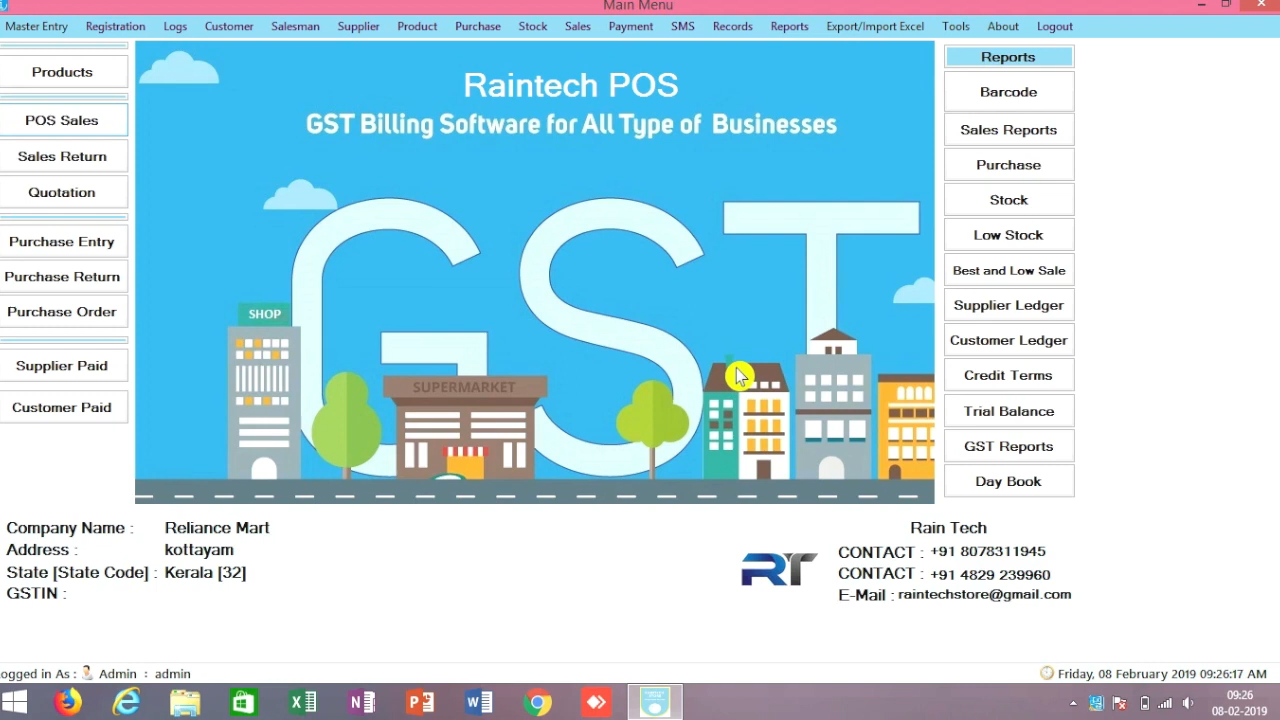 Main Menu
Master Entry Registration Logs Customer Salesman Supplier Product Purchase Stock Sales Payment SMS Records Reports Export/Import Excel Tools About Logout
Products
POS Sales
Sales Return
Quotation
Purchase Entry
Purchase Return
Purchase Order
Supplier Paid
Customer Paid
Raintech POS
GST Billing Software for All Type of Businesses
GST
SHOP
SUPERMARKET
Reports
Barcode
Sales Reports
Purchase
Stock
Low Stock
Best and Low Sale
Supplier Ledger
Customer Ledger
Credit Terms
Trial Balance
GST Reports
Day Book
Company Name : Reliance Mart
Address : kottayam
State [State Code] : Kerala [32]
GSTIN :
RT
Rain Tech
CONTACT : +91 8078311945
CONTACT : +91 4829 239960
E-Mail : raintechstore@gmail.com
ogged in As : Admin : admin
Friday, 08 February 2019 09:26:17 AM
09:26
08-02-2019